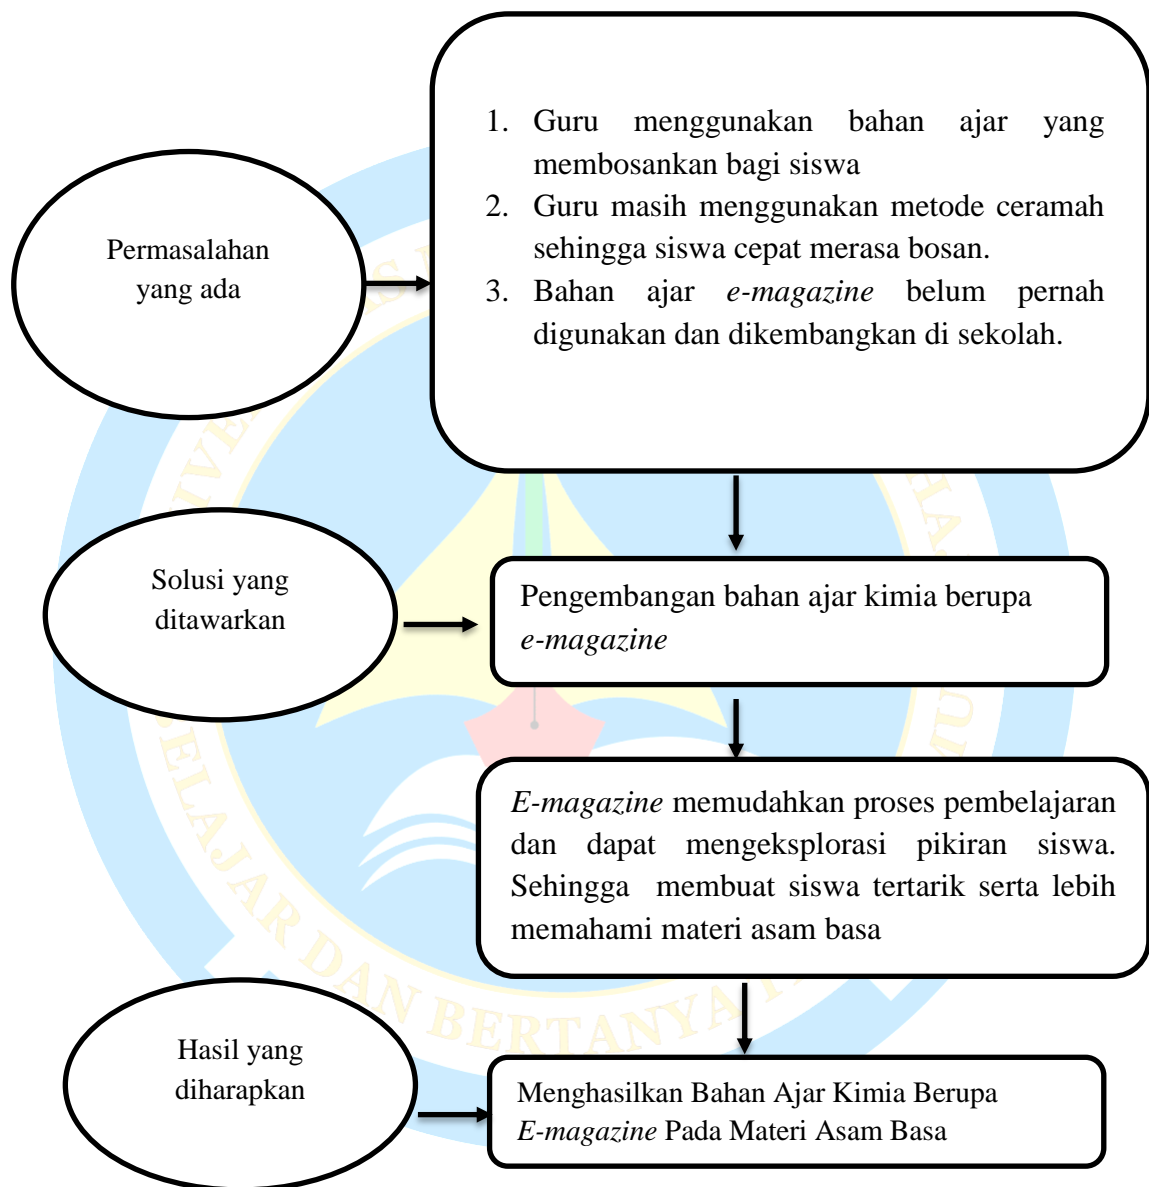 Permasalahan
yang ada
1. Guru menggunakan bahan ajar yang
membosankan bagi siswa
2. Guru masih menggunakan metode ceramah
sehingga siswa cepat merasa bosan.
3. Bahan ajar e-magazine belum pernah
digunakan dan dikembangkan di sekolah.
Solusi yang
ditawarkan
Pengembangan bahan ajar kimia berupa
e-magazine
E-magazine memudahkan proses pembelajaran
dan dapat mengeksplorasi pikiran siswa.
Sehingga membuat siswa tertarik serta lebih
memahami materi asam basa
Hasil yang
diharapkan
Menghasilkan Bahan Ajar Kimia Berupa
E-magazine Pada Materi Asam Basa
DAN BERTANYA